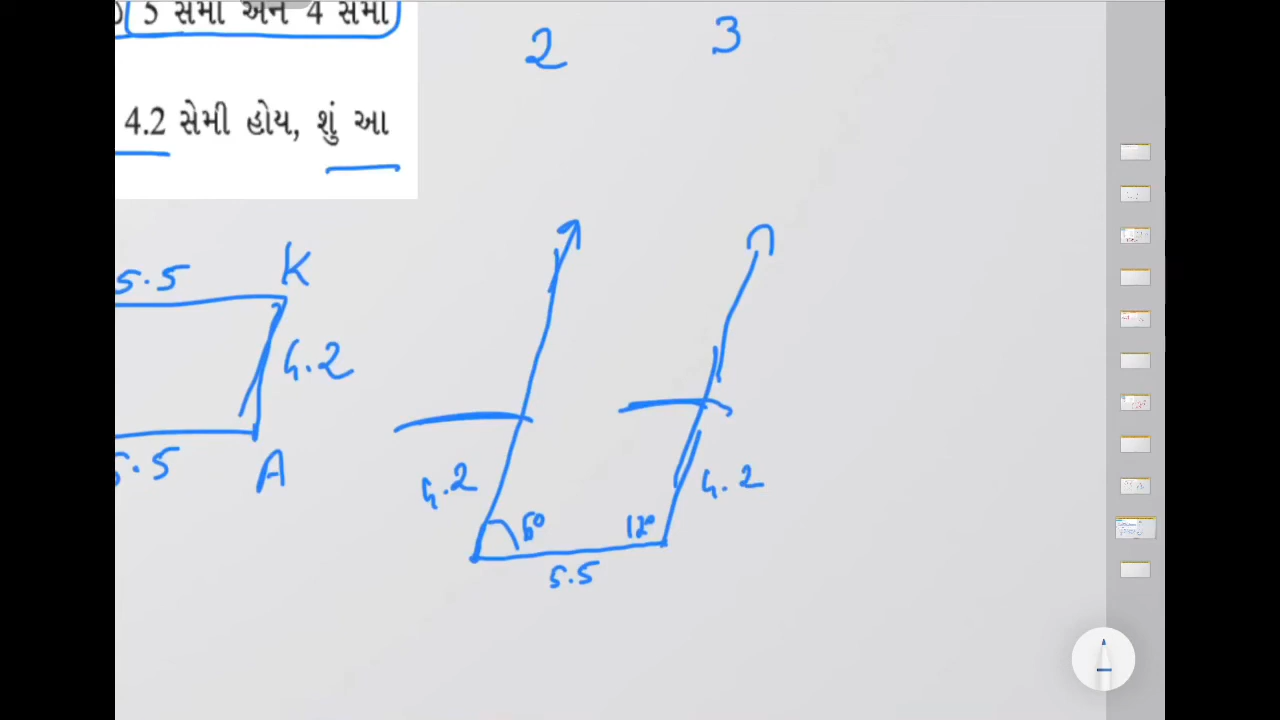 5 સેમી અને 4 સેમી
2 3
4.2 સેમી હોય, શું આ
5.5 K
4.2
5.5 A
4.2 60 120 4.2
5.5